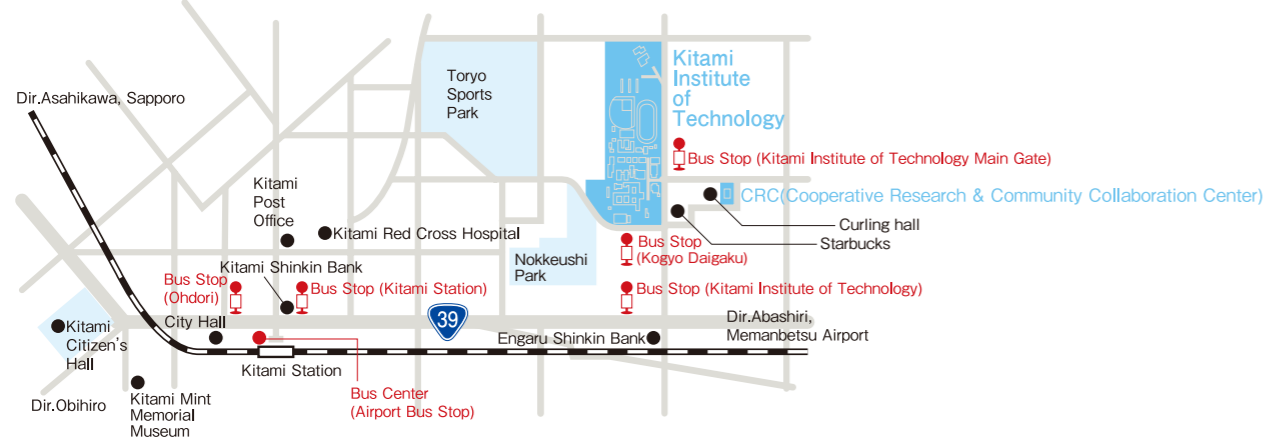 Kitami
Institute
of
Technology
Toryo
Sports
Park
Dir.Asahikawa, Sapporo
Bus Stop (Kitami Institute of Technology Main Gate)
Kitami
Post
Office
CRC(Cooperative Research & Community Collaboration Center)
Curling hall
Starbucks
Kitami Red Cross Hospital
Bus Stop
(Kogyo Daigaku)
Nokkeushi
Park
Kitami Shinkin Bank
Bus Stop
(Ohdori)
Bus Stop (Kitami Station)
Bus Stop (Kitami Institute of Technology)
39
Dir.Abashiri,
Memanbetsu Airport
City Hall
Kitami
Citizen's
Hall
Engaru Shinkin Bank
Kitami Station
Bus Center
(Airport Bus Stop)
Dir.Obihiro
Kitami Mint
Memorial
Museum